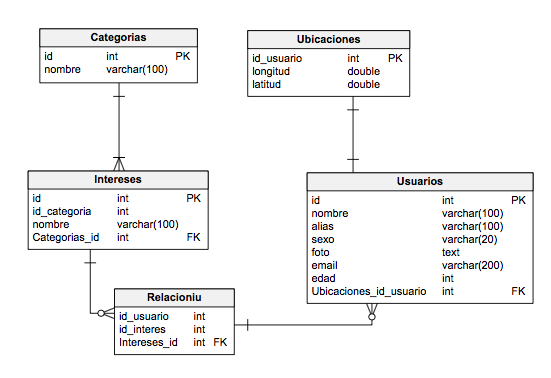 Categorias
id int PK
nombre varchar(100)
Ubicaciones
id_usuario int PK
longitud double
latitud double
Intereses
id int PK
id_categoria int
nombre varchar(100)
Categorias_id int FK
Usuarios
id int PK
nombre varchar(100)
alias varchar(100)
sexo varchar(20)
foto text
email varchar(200)
edad int
Ubicaciones_id_usuario int FK
Relacioniu
id_usuario int
id_interes int
Intereses_id int FK